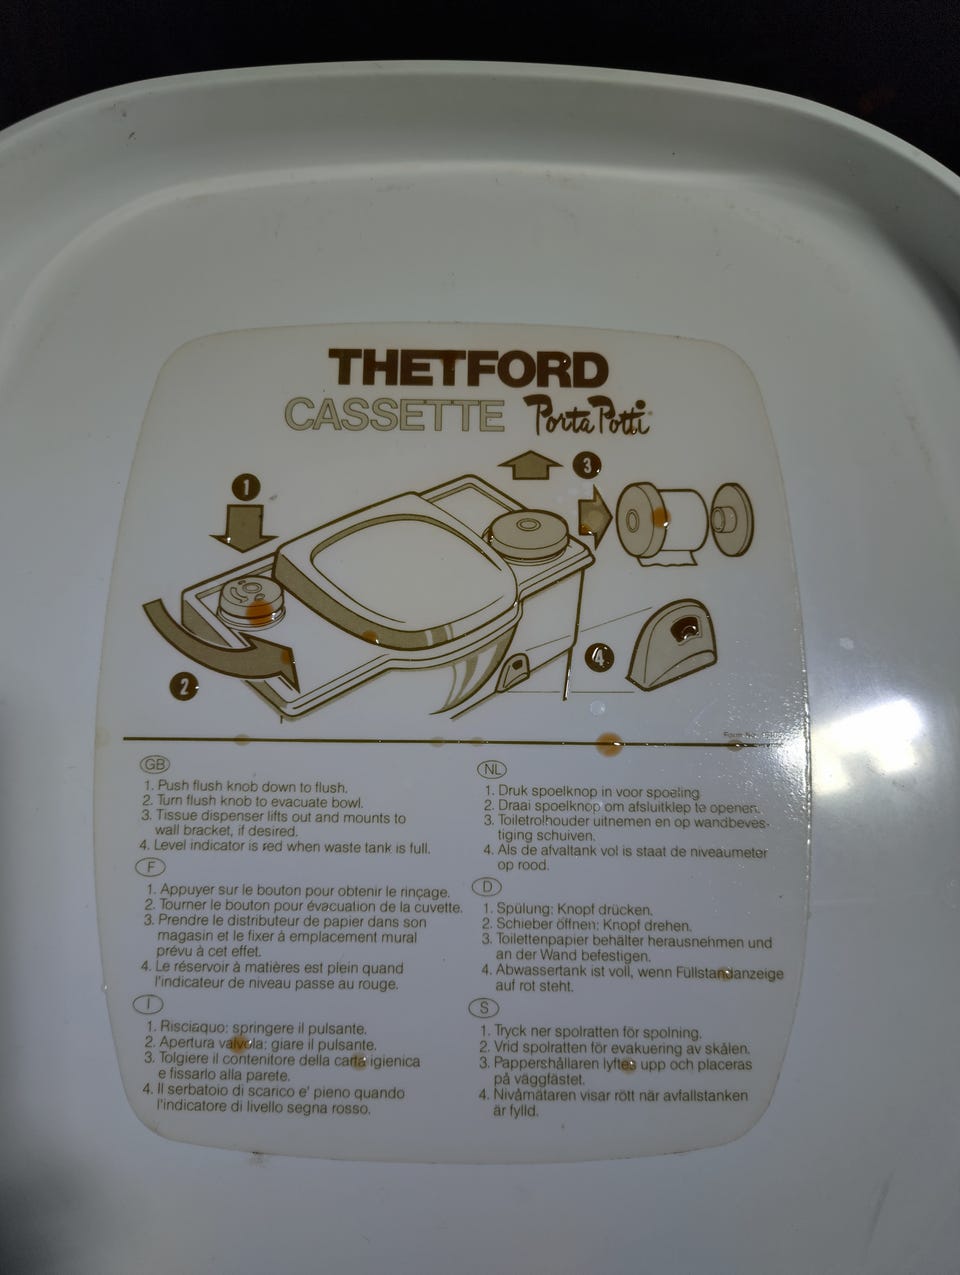 THETFORD
CASSETTE Porta Potti
1
3
2
4
Form No.
GB
1. Push flush knob down to flush.
2. Turn flush knob to evacuate bowl.
3. Tissue dispenser lifts out and mounts to
wall bracket, if desired.
4. Level indicator is red when waste tank is full.
F
1. Appuyer sur le bouton pour obtenir le rinçage.
2. Tourner le bouton pour évacuation de la cuvette.
3. Prendre le distributeur de papier dans son
magasin et le fixer à emplacement mural
prévu à cet effet.
4. Le réservoir à matières est plein quand
l'indicateur de niveau passe au rouge.
I
1. Risciaquo: springere il pulsante.
2. Apertura valvola: giare il pulsante.
3. Tolgiere il contenitore della carta igienica
e fissarlo alla parete.
4. Il serbatoio di scarico e' pieno quando
l'indicatore di livello segna rosso.
NL
1. Druk spoelknop in voor spoeling.
2. Draai spoelknop om afsluitklep te openen.
3. Toiletrolhouder uitnemen en op wandbeves-
tiging schuiven.
4. Als de afvaltank vol is staat de niveaumeter
op rood.
D
1. Spülung: Knopf drücken.
2. Schieber öffnen: Knopf drehen.
3. Toilettenpapier behälter herausnehmen und
an der Wand befestigen.
4. Abwassertank ist voll, wenn Füllstandanzeige
auf rot steht.
S
1. Tryck ner spolratten för spolning.
2. Vrid spolratten för evakuering av skålen.
3. Pappershållaren lyftes upp och placeras
på väggfästet.
4. Nivåmätaren visar rött när avfallstanken
är fylld.